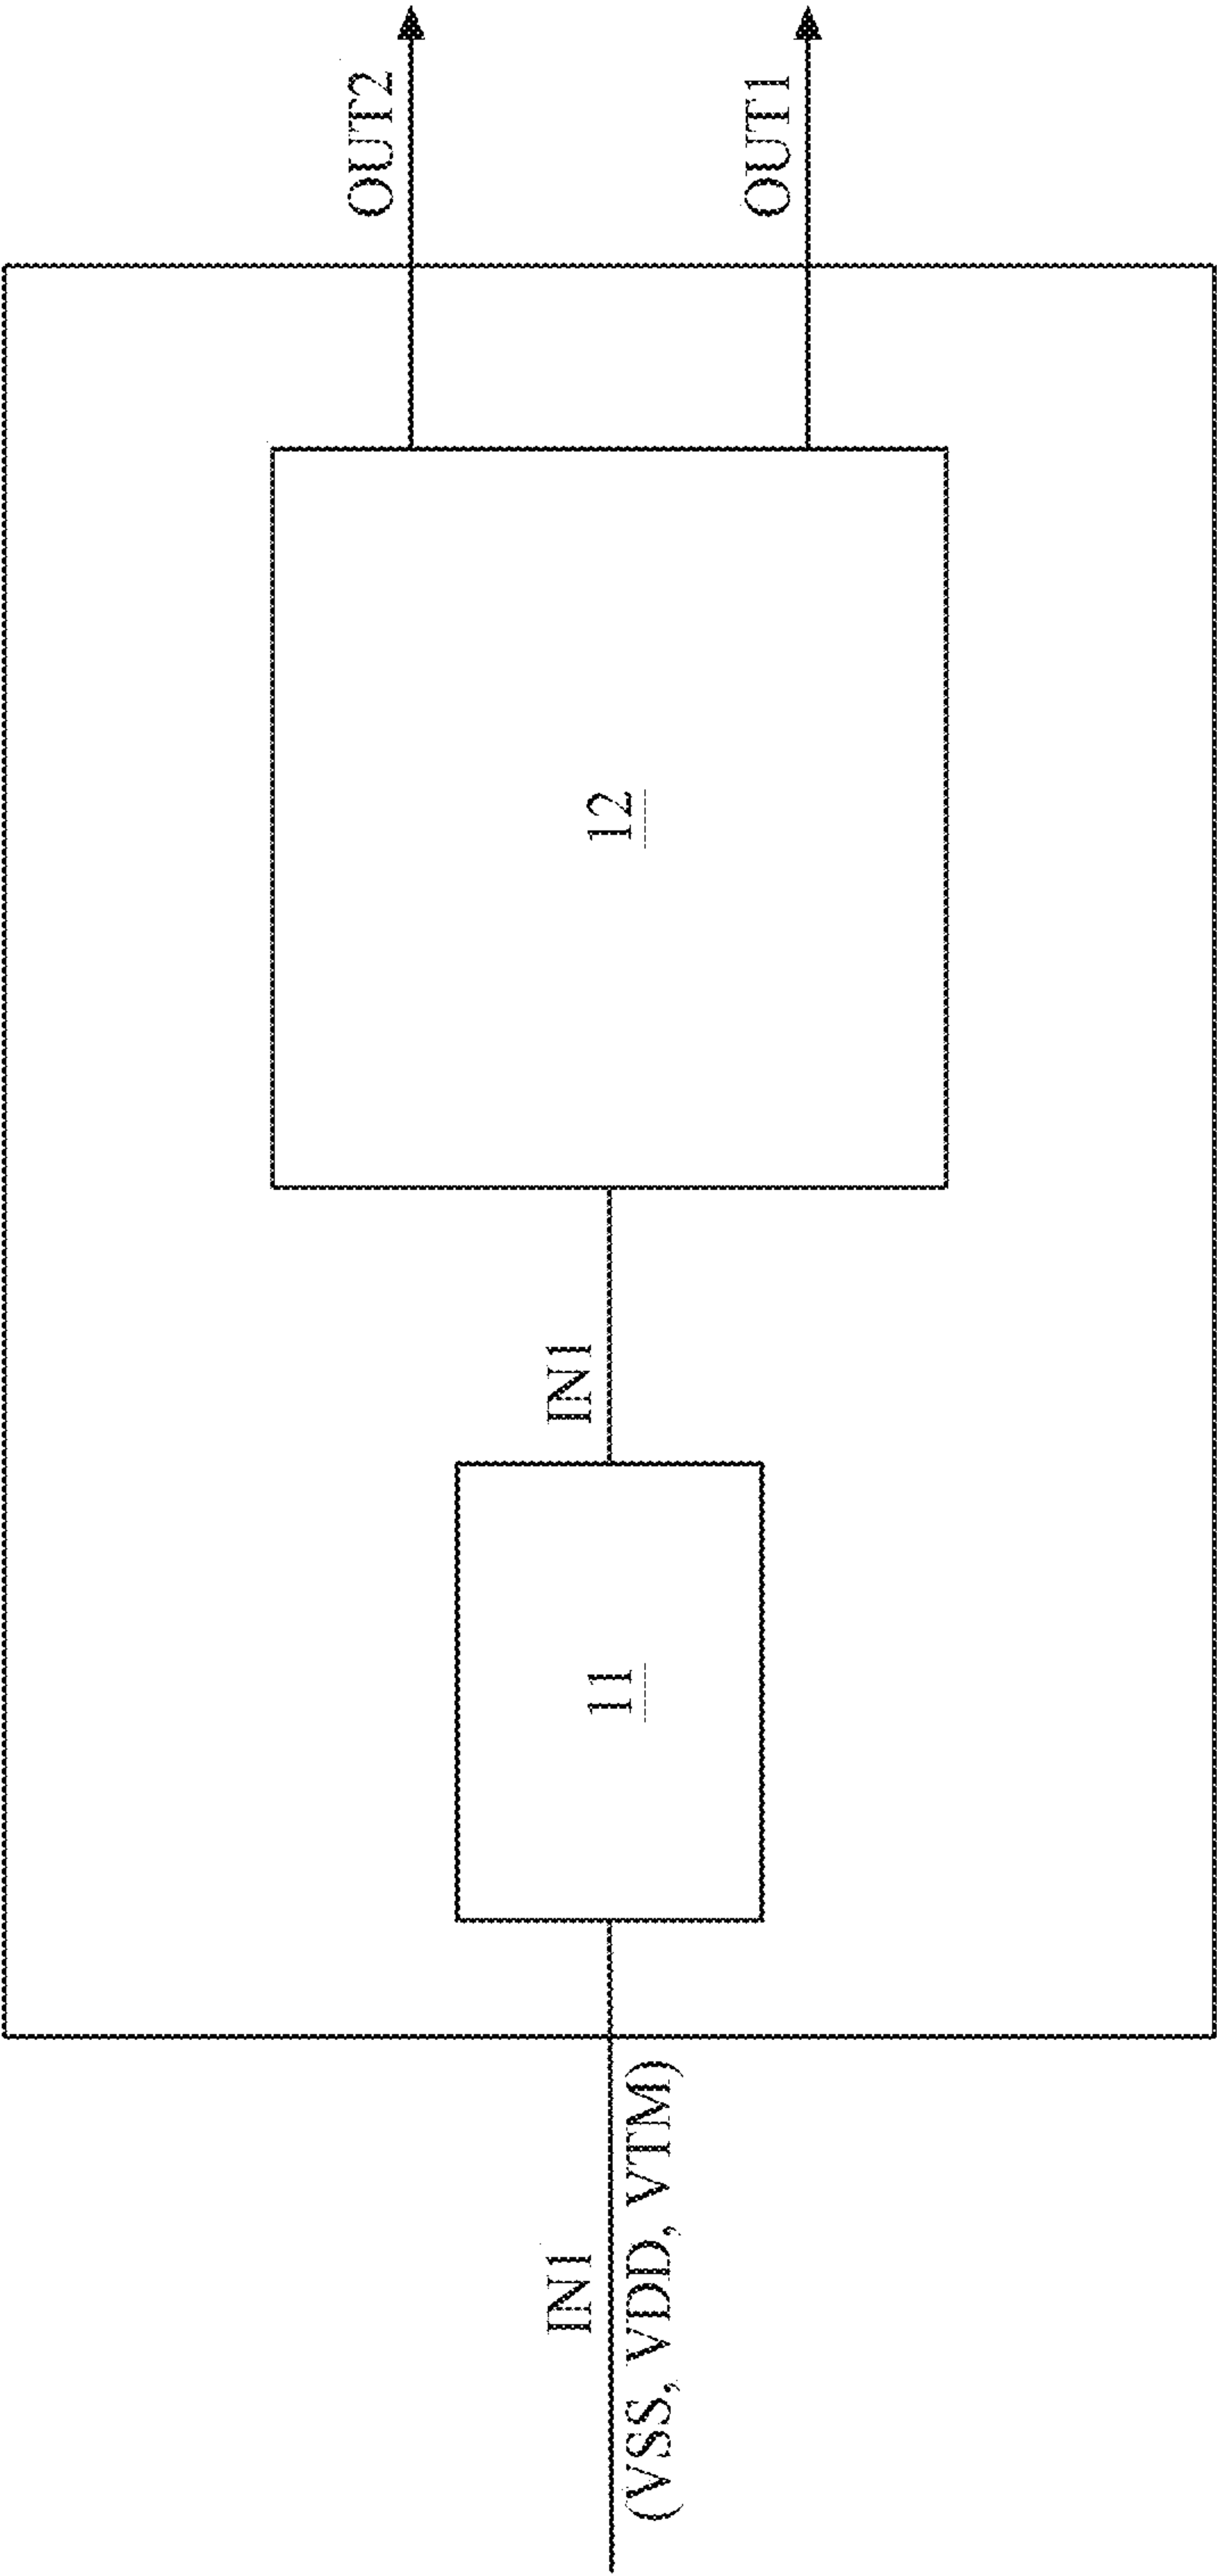 IN1
(VSS, VDD, VTM)
11
IN1
12
OUT2
OUT1